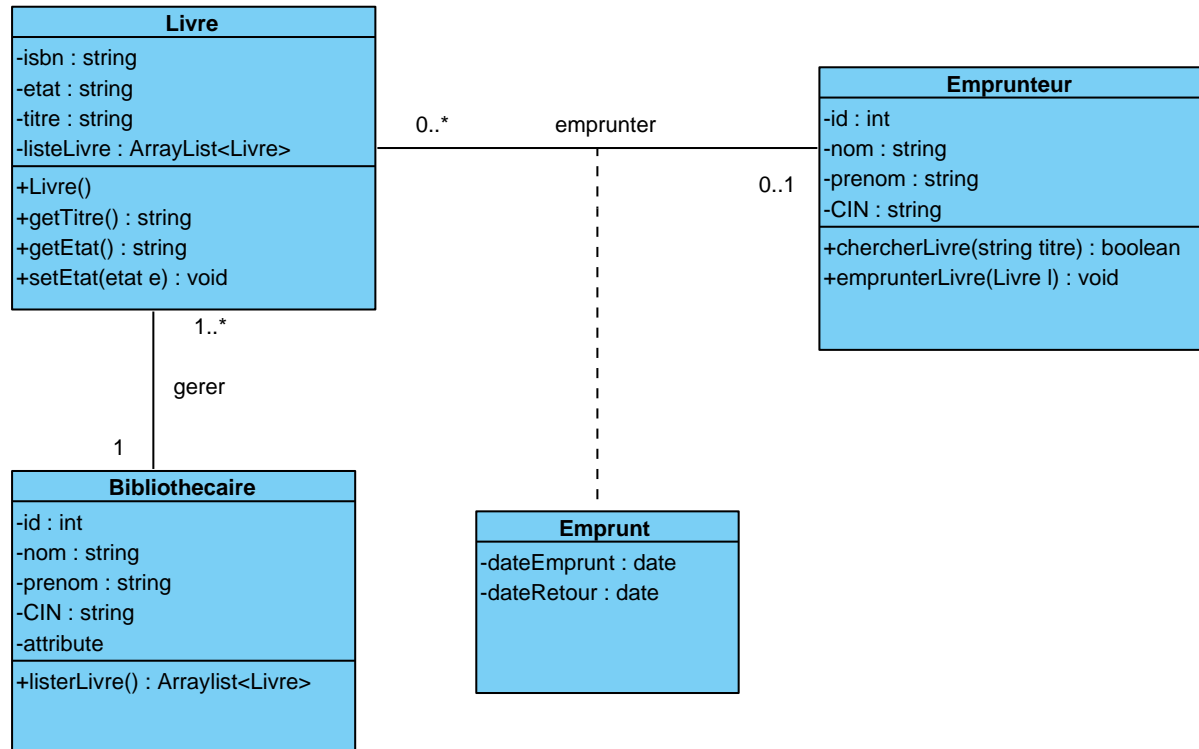 Livre
-isbn : string
-etat : string
-titre : string
-listeLivre : ArrayList<Livre>
+Livre()
+getTitre() : string
+getEtat() : string
+setEtat(etat e) : void
0..*
emprunter
0..1
Emprunteur
-id : int
-nom : string
-prenom : string
-CIN : string
+chercherLivre(string titre) : boolean
+emprunterLivre(Livre l) : void
1..*
gerer
1
Bibliothecaire
-id : int
-nom : string
-prenom : string
-CIN : string
-attribute
+listerLivre() : Arraylist<Livre>
Emprunt
-dateEmprunt : date
-dateRetour : date